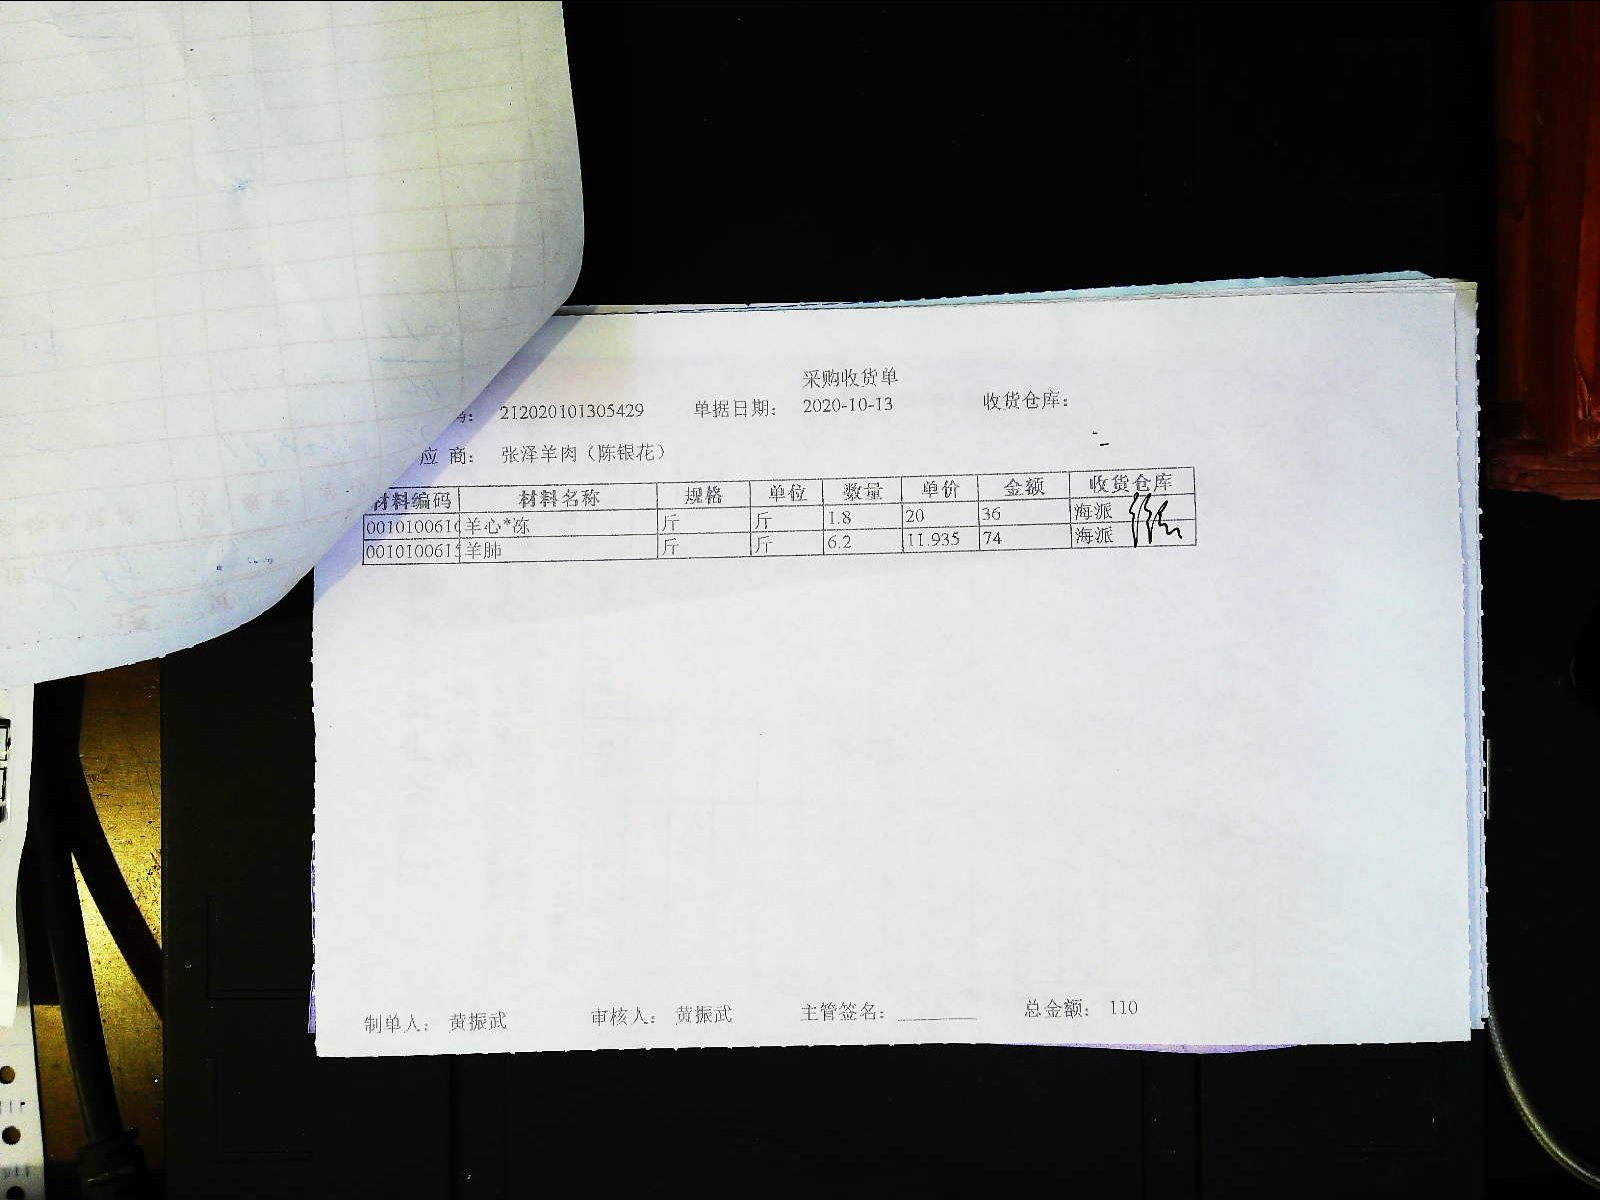 采购收货单
码： 212020101305429 单据日期： 2020-10-13 收货仓库：
应 商： 张泽羊肉（陈银花）
材料编码 材料名称 规格 单位 数量 单价 金额 收货仓库
001010061 羊心*冻 斤 斤 1.8 20 36 海派
001010061 羊肺 斤 斤 6.2 11.935 74 海派
制单人： 黄振武 审核人： 黄振武 主管签名： 总金额： 110